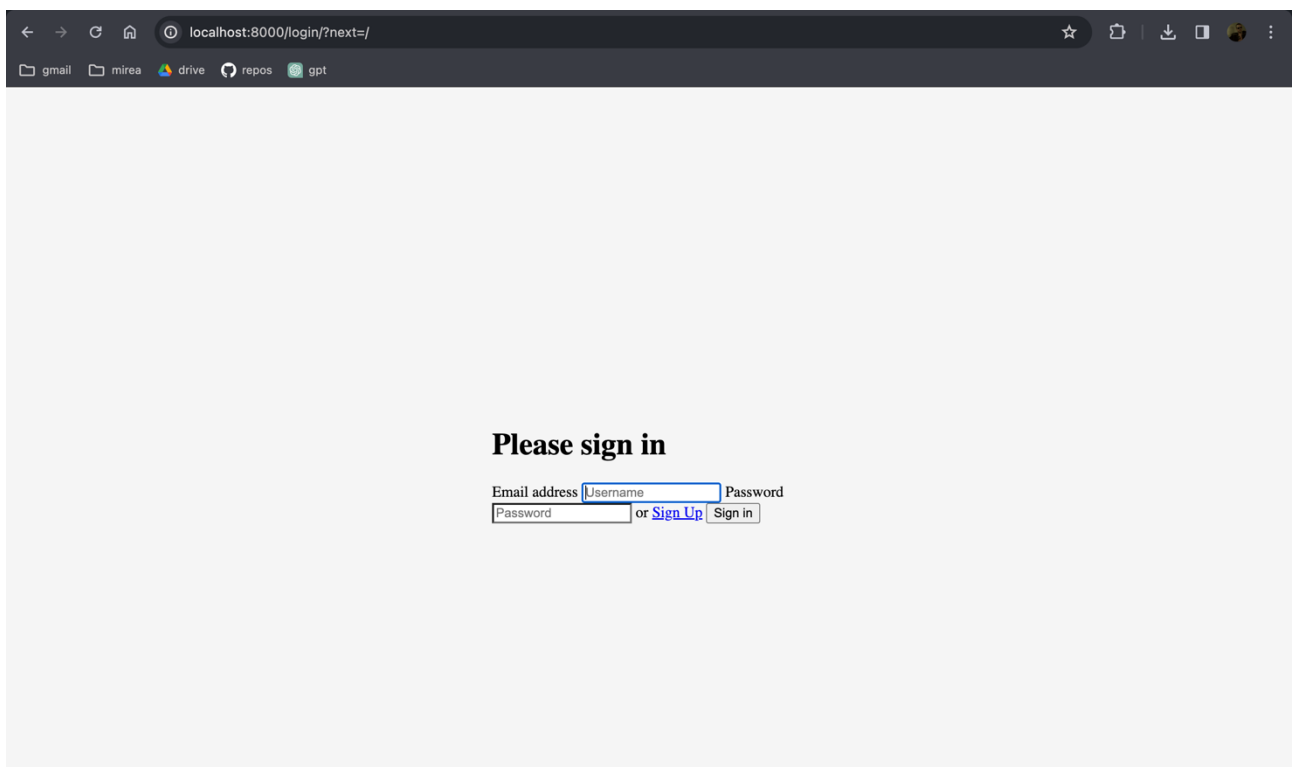 localhost:8000/login/?next=/
gmail mirea drive repos gpt
Please sign in
Email address Username Password
Password or Sign Up Sign in